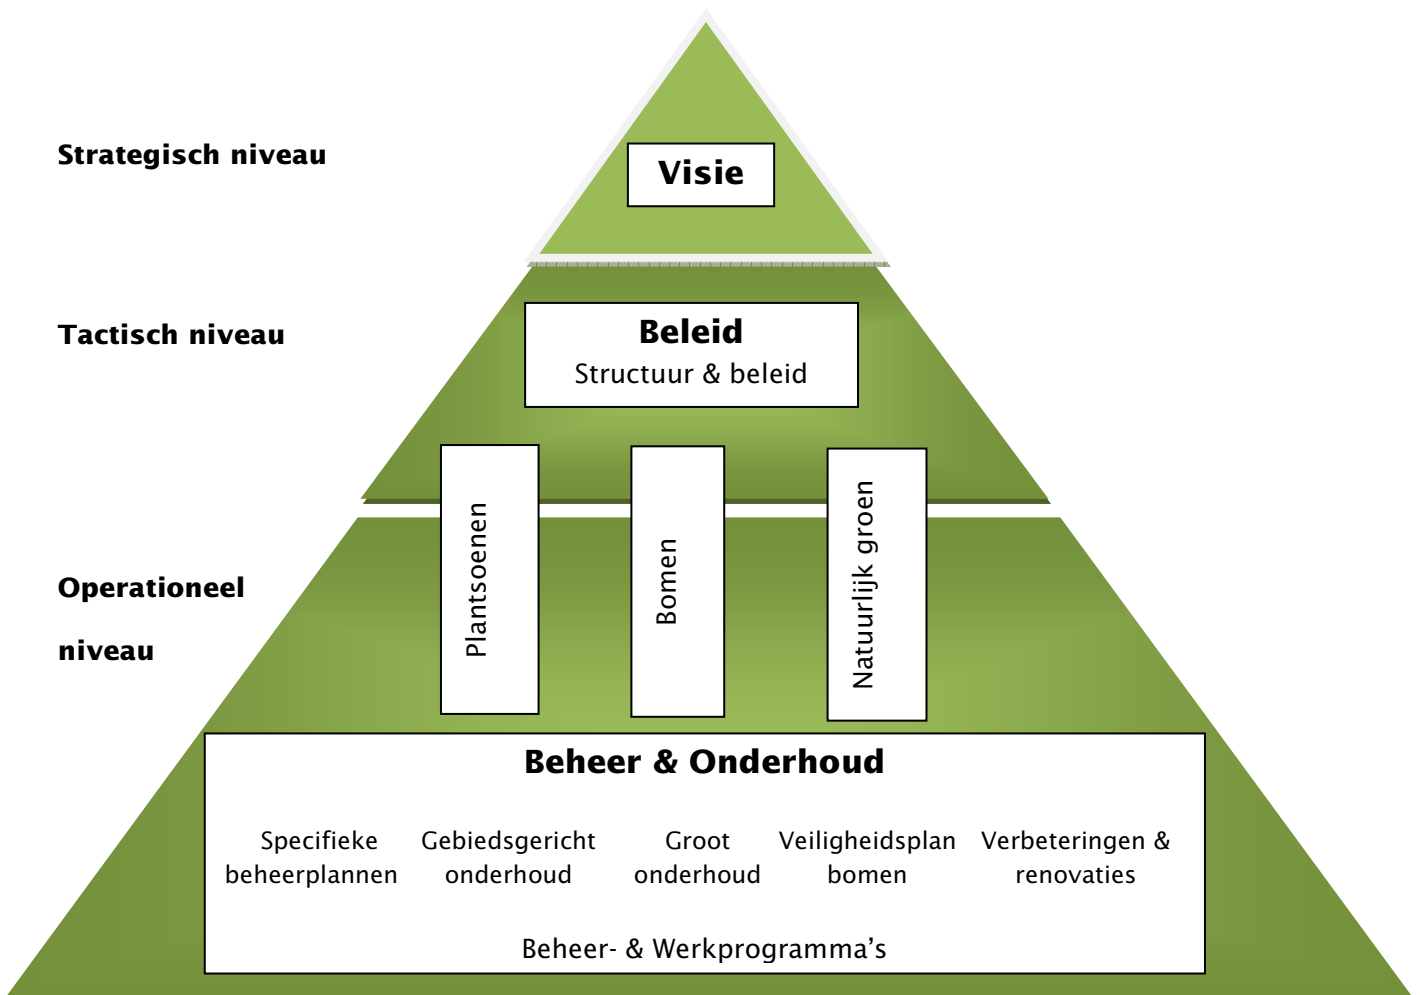 Strategisch niveau
Visie
Tactisch niveau
Beleid
Structuur & beleid
Operationeel
niveau
Plantsoenen
Bomen
Natuurlijk groen
Beheer & Onderhoud
Specifieke
beheerplannen
Gebiedsgericht
onderhoud
Groot
onderhoud
Veiligheidsplan
bomen
Verbeteringen &
renovaties
Beheer- & Werkprogramma’s